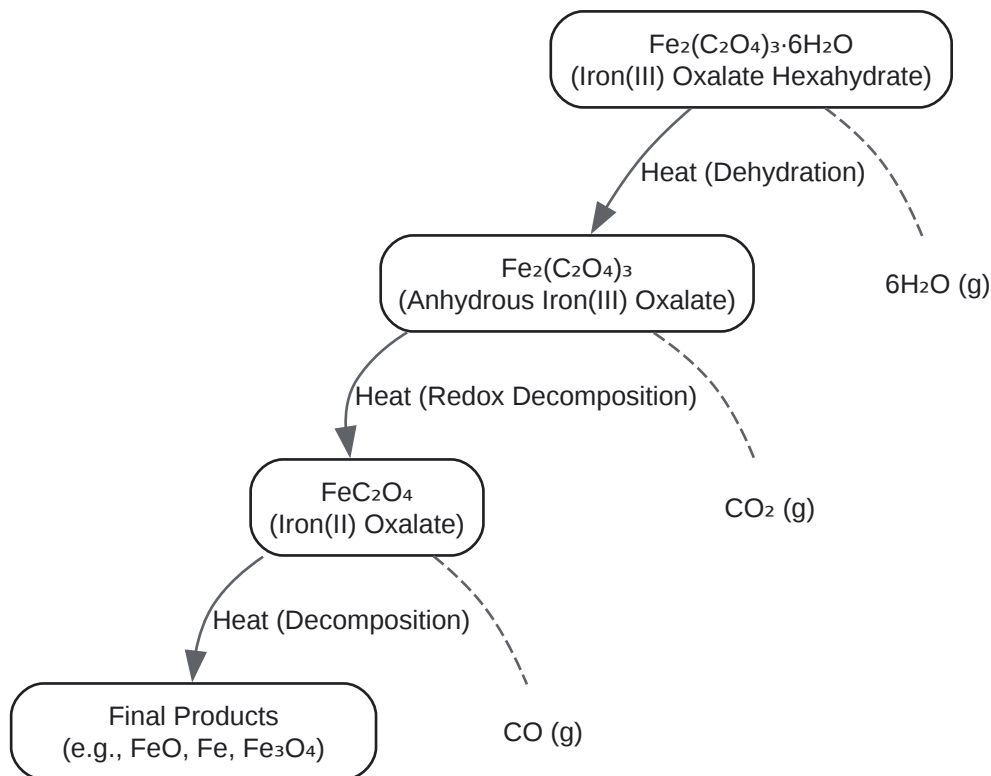 Fe₂(C₂O₄)₃·6H₂O
(Iron(III) Oxalate Hexahydrate)
Heat (Dehydration)
Fe₂(C₂O₄)₃
(Anhydrous Iron(III) Oxalate)
6H₂O (g)
Heat (Redox Decomposition)
FeC₂O₄
(Iron(II) Oxalate)
CO₂ (g)
Heat (Decomposition)
Final Products
(e.g., FeO, Fe, Fe₃O₄)
CO (g)